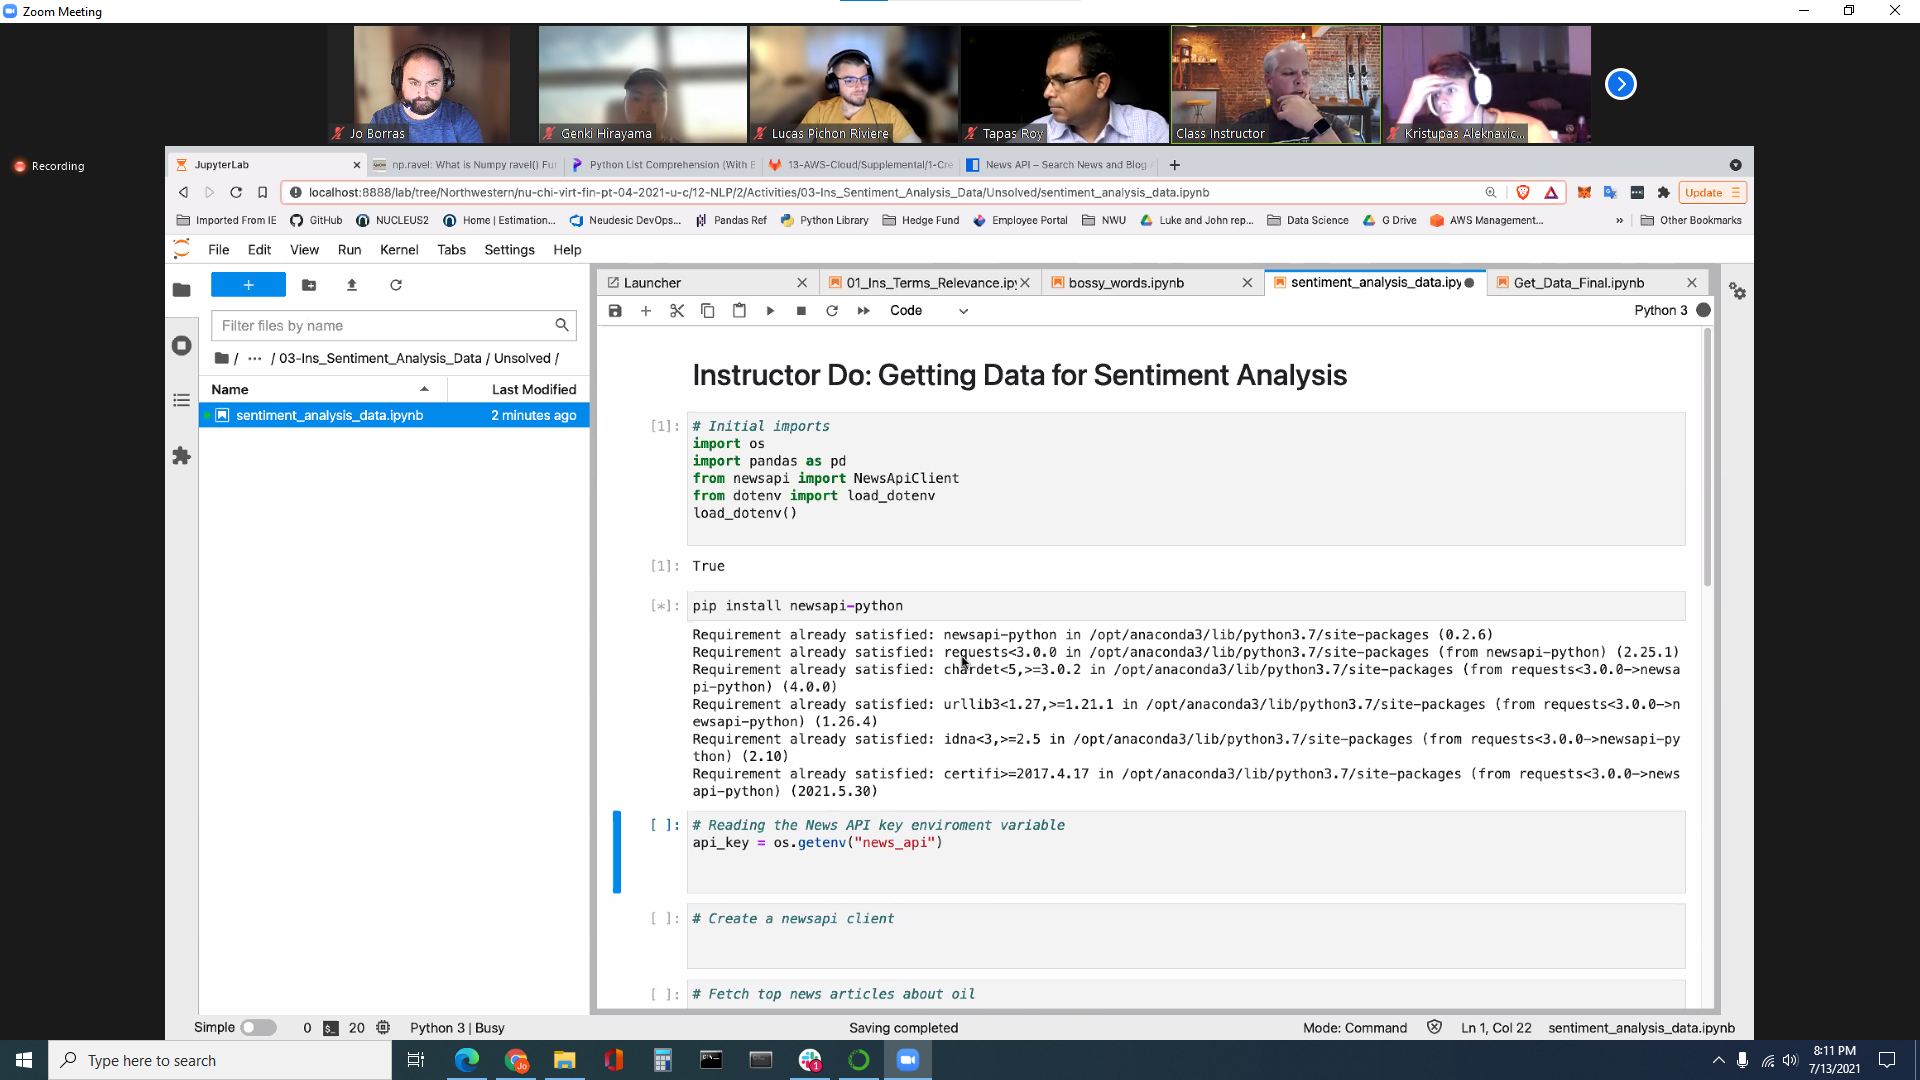 Zoom Meeting
Jo Borras
Genki Hirayama
Lucas Pichon Riviere
Tapas Roy
Class Instructor
Kristupas Aleknavic...
Recording
JupyterLab
np.ravel: What is Numpy ravel() Fu
Python List Comprehension (With E
13-AWS-Cloud/Supplemental/1-Cre
News API – Search News and Blog
localhost:8888/lab/tree/Northwestern/nu-chi-virt-fin-pt-04-2021-u-c/12-NLP/2/Activities/03-Ins_Sentiment_Analysis_Data/Unsolved/sentiment_analysis_data.ipynb
Update
Imported From IE
GitHub
NUCLEUS2
Home | Estimation...
Neudesic DevOps...
Pandas Ref
Python Library
Hedge Fund
Employee Portal
NWU
Luke and John rep...
Data Science
G Drive
AWS Management...
»
Other Bookmarks
File Edit View Run Kernel Tabs Settings Help
Launcher
01_Ins_Terms_Relevance.ipy
bossy_words.ipynb
sentiment_analysis_data.ipy
Get_Data_Final.ipynb
Code
Python 3
Filter files by name
/ ··· / 03-Ins_Sentiment_Analysis_Data / Unsolved /
Name
Last Modified
sentiment_analysis_data.ipynb
2 minutes ago
Instructor Do: Getting Data for Sentiment Analysis
[1]: # Initial imports
import os
import pandas as pd
from newsapi import NewsApiClient
from dotenv import load_dotenv
load_dotenv()
[1]: True
[*]: pip install newsapi-python
Requirement already satisfied: newsapi-python in /opt/anaconda3/lib/python3.7/site-packages (0.2.6)
Requirement already satisfied: requests<3.0.0 in /opt/anaconda3/lib/python3.7/site-packages (from newsapi-python) (2.25.1)
Requirement already satisfied: chardet<5,>=3.0.2 in /opt/anaconda3/lib/python3.7/site-packages (from requests<3.0.0->newsa
pi-python) (4.0.0)
Requirement already satisfied: urllib3<1.27,>=1.21.1 in /opt/anaconda3/lib/python3.7/site-packages (from requests<3.0.0->n
ewsapi-python) (1.26.4)
Requirement already satisfied: idna<3,>=2.5 in /opt/anaconda3/lib/python3.7/site-packages (from requests<3.0.0->newsapi-py
thon) (2.10)
Requirement already satisfied: certifi>=2017.4.17 in /opt/anaconda3/lib/python3.7/site-packages (from requests<3.0.0->news
api-python) (2021.5.30)
[ ]: # Reading the News API key enviroment variable
api_key = os.getenv("news_api")
[ ]: # Create a newsapi client
[ ]: # Fetch top news articles about oil
Simple
0
20
Python 3 | Busy
Saving completed
Mode: Command
Ln 1, Col 22
sentiment_analysis_data.ipynb
Type here to search
8:11 PM
7/13/2021